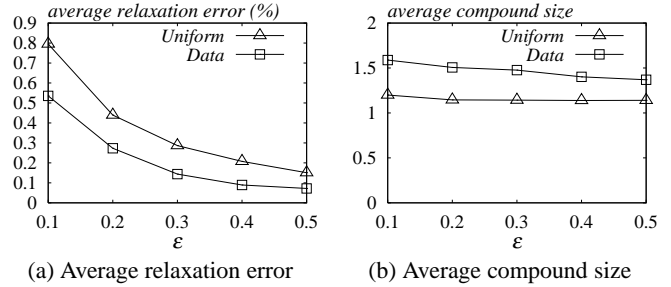 average relaxation error (%)
0.9
0.8
0.7
0.6
0.5
0.4
0.3
0.2
0.1
0
Uniform
Data
0.1 0.2 0.3 0.4 0.5
ε
(a) Average relaxation error
average compound size
2
1.5
1
0.5
0
Uniform
Data
0.1 0.2 0.3 0.4 0.5
ε
(b) Average compound size